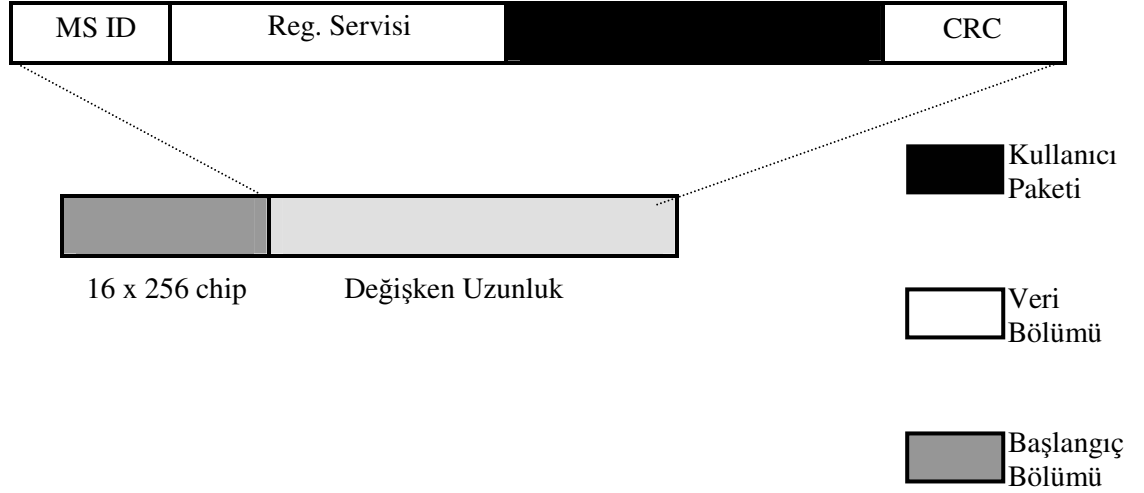 MS ID Reg. Servisi CRC
Kullanıcı
Paketi
16 x 256 chip Değişken Uzunluk
Veri
Bölümü
Başlangıç
Bölümü